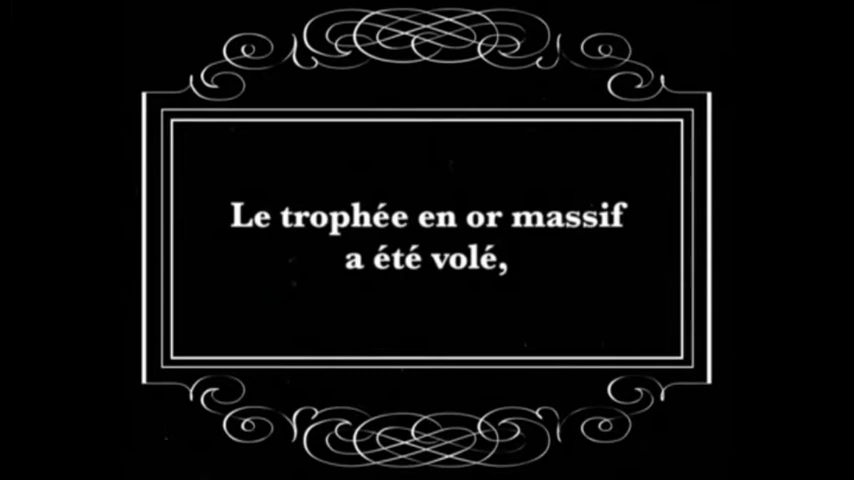 Le trophée en or massif
a été volé,